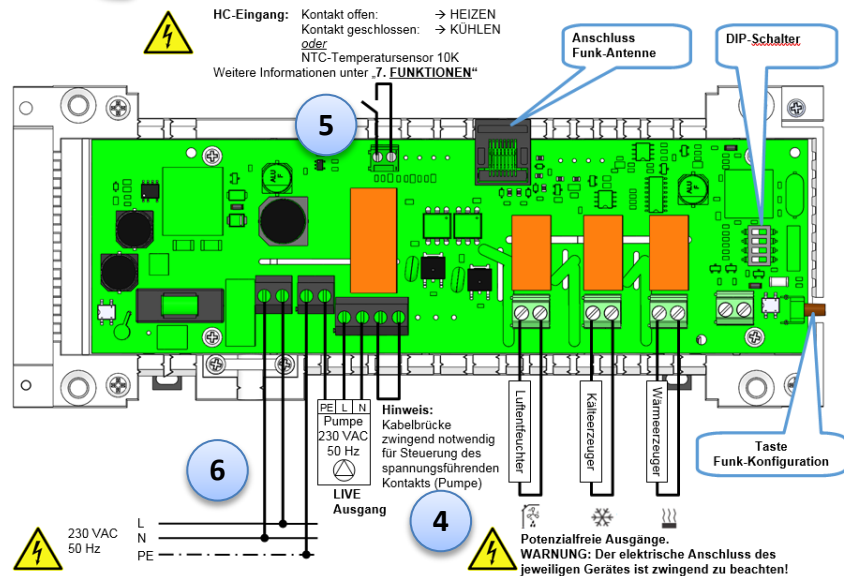 HC-Eingang: Kontakt offen: → HEIZEN
Kontakt geschlossen: → KÜHLEN
oder
NTC-Temperatursensor 10K
Weitere Informationen unter „7. FUNKTIONEN“
Anschluss
Funk-Antenne
DIP-Schalter
5
ALU
F
ALU
F
PE L N
Pumpe
230 VAC
50 Hz
LIVE
Ausgang
Hinweis:
Kabelbrücke
zwingend notwendig
für Steuerung des
spannungsführenden
Kontakts (Pumpe)
Luftentfeuchter
Kälteerzeuger
Wärmeerzeuger
Taste
Funk-Konfiguration
6
4
230 VAC
50 Hz
L
N
PE
Potenzialfreie Ausgänge.
WARNUNG: Der elektrische Anschluss des
jeweiligen Gerätes ist zwingend zu beachten!